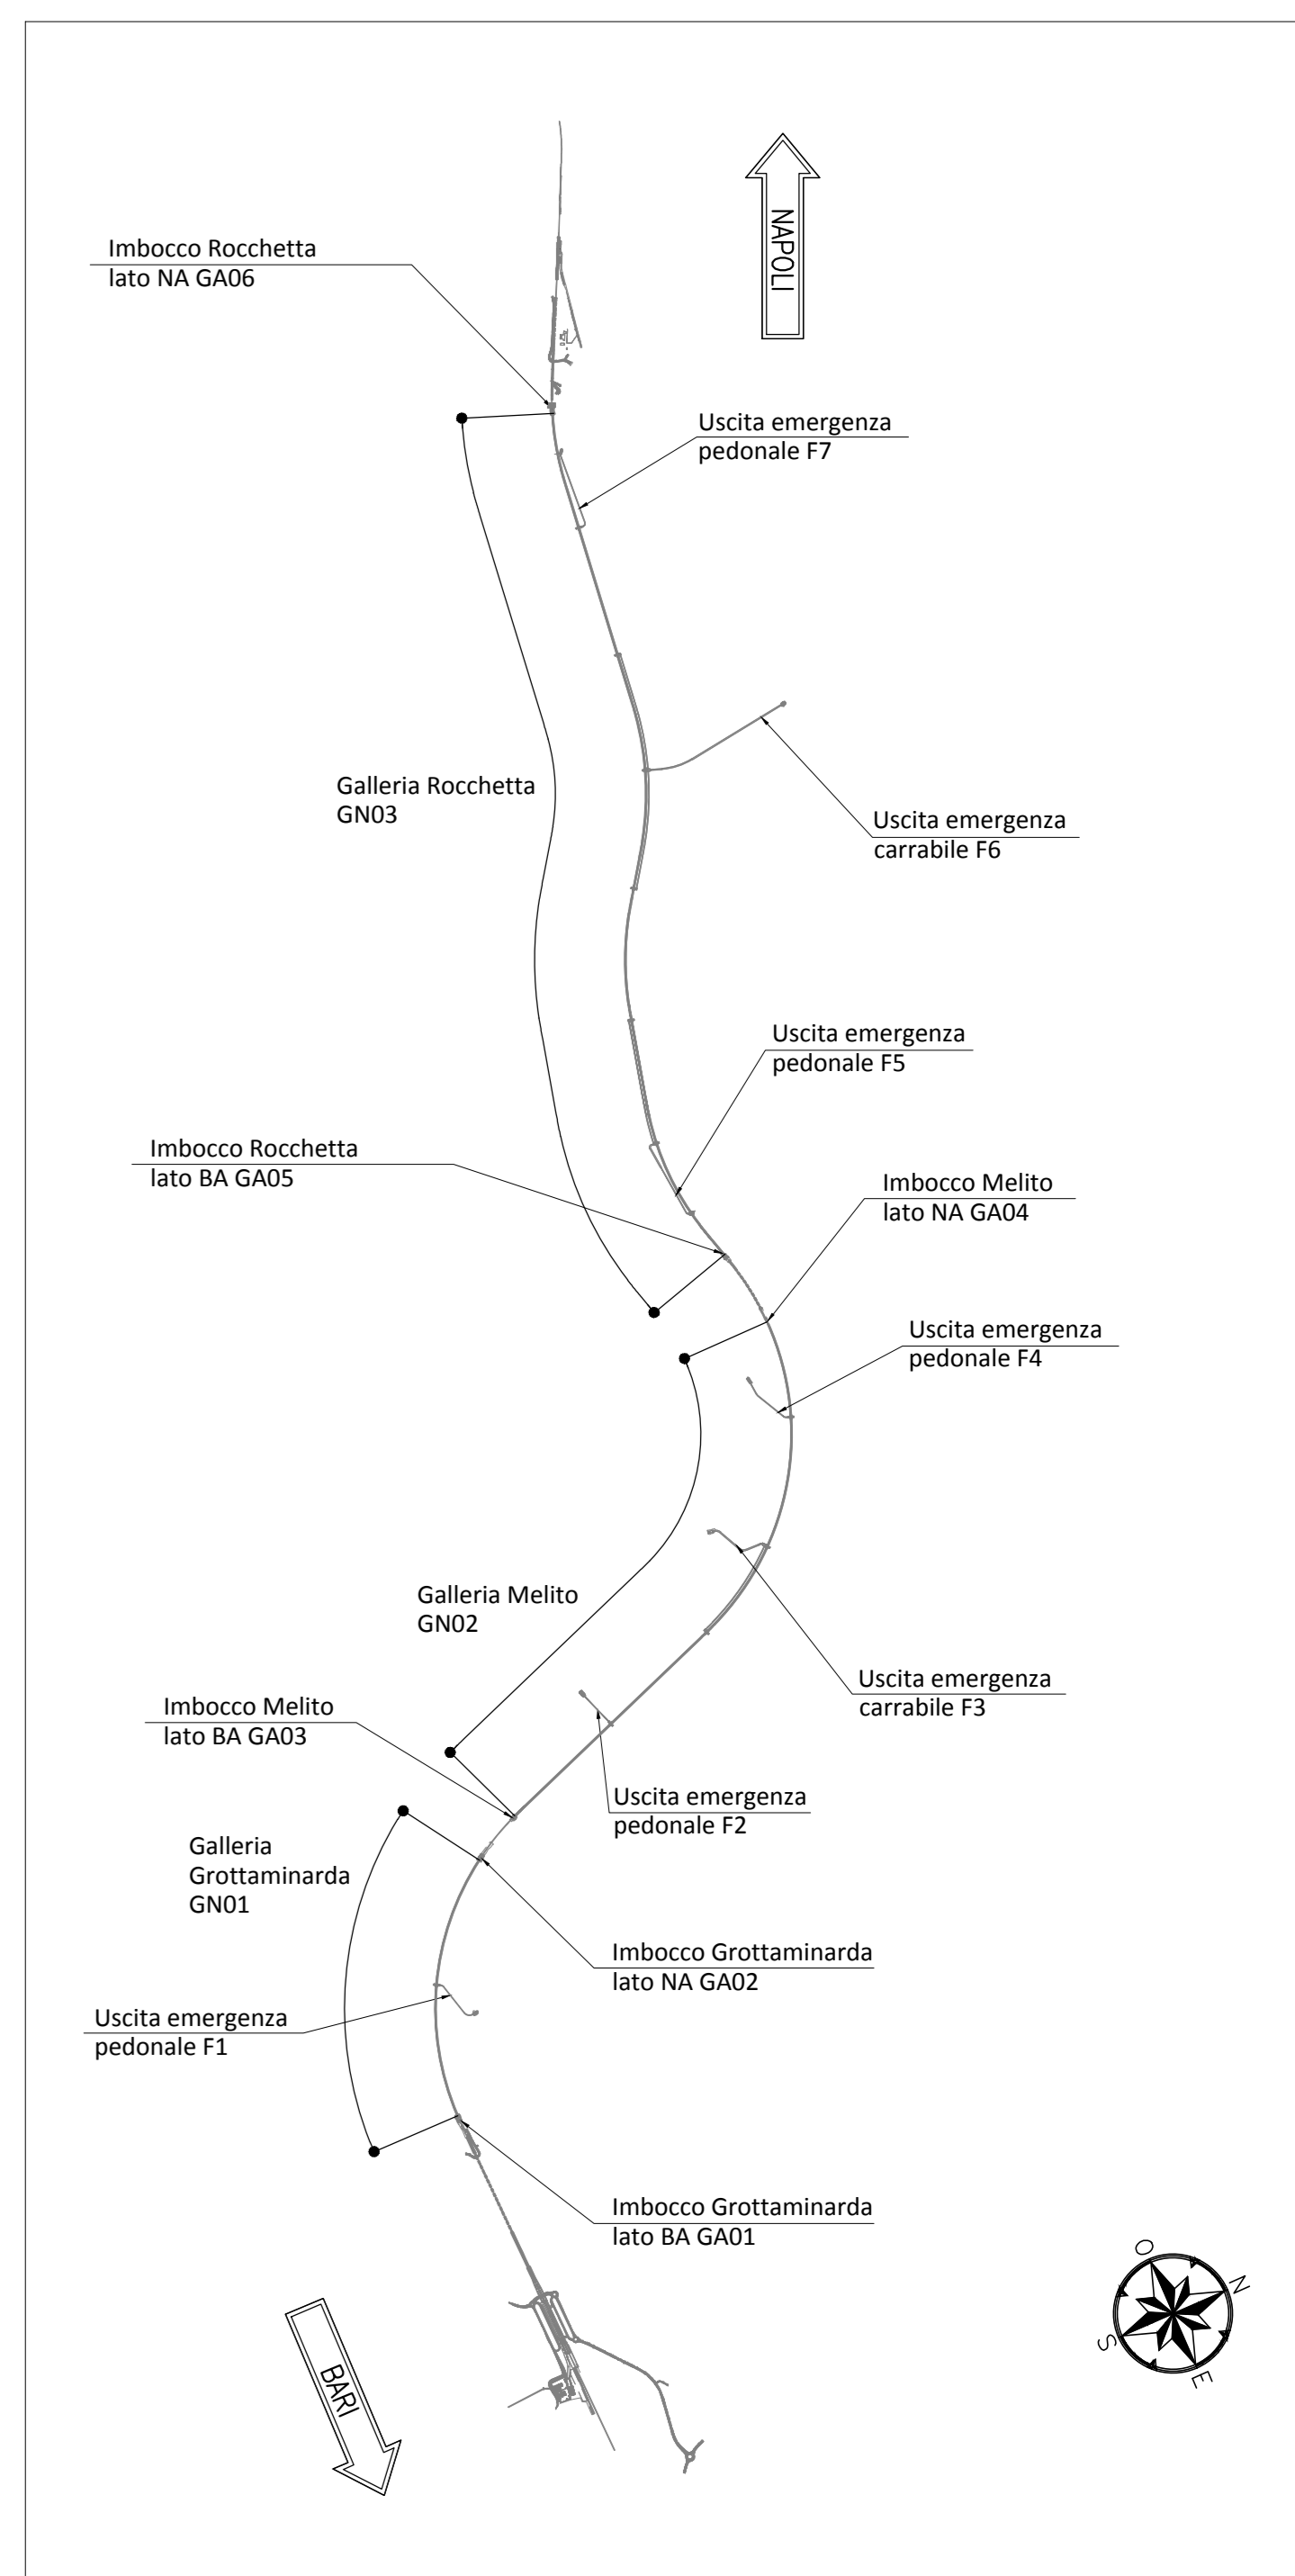 NAPOLI
Imbocco Rocchetta
lato NA GA06
Uscita emergenza
pedonale F7
Galleria Rocchetta
GN03
Uscita emergenza
carrabile F6
Uscita emergenza
pedonale F5
Imbocco Rocchetta
lato BA GA05
Imbocco Melito
lato NA GA04
Uscita emergenza
pedonale F4
Galleria Melito
GN02
Uscita emergenza
carrabile F3
Imbocco Melito
lato BA GA03
Uscita emergenza
pedonale F2
Galleria
Grottaminarda
GN01
Imbocco Grottaminarda
lato NA GA02
Uscita emergenza
pedonale F1
Imbocco Grottaminarda
lato BA GA01
BARI
O
N
S
E